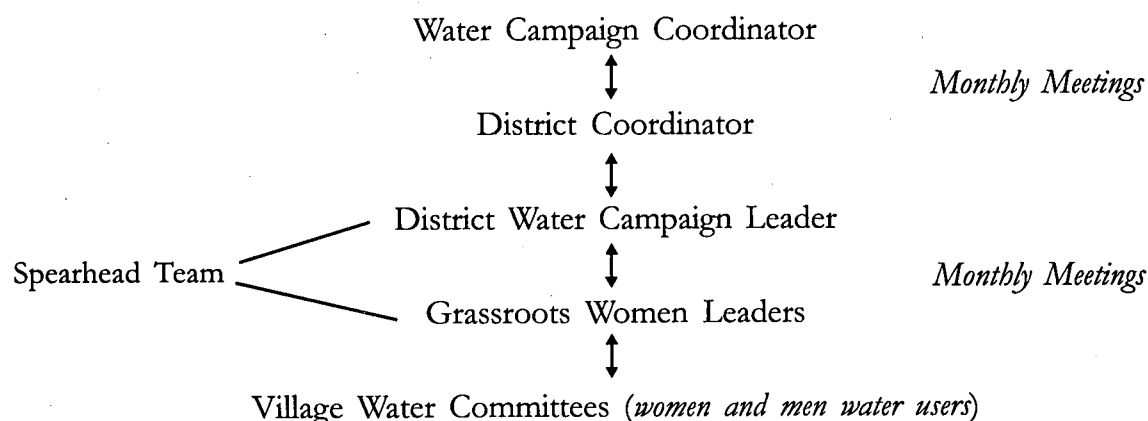 Water Campaign Coordinator
Monthly Meetings
District Coordinator
District Water Campaign Leader
Spearhead Team
Monthly Meetings
Grassroots Women Leaders
Village Water Committees (women and men water users)